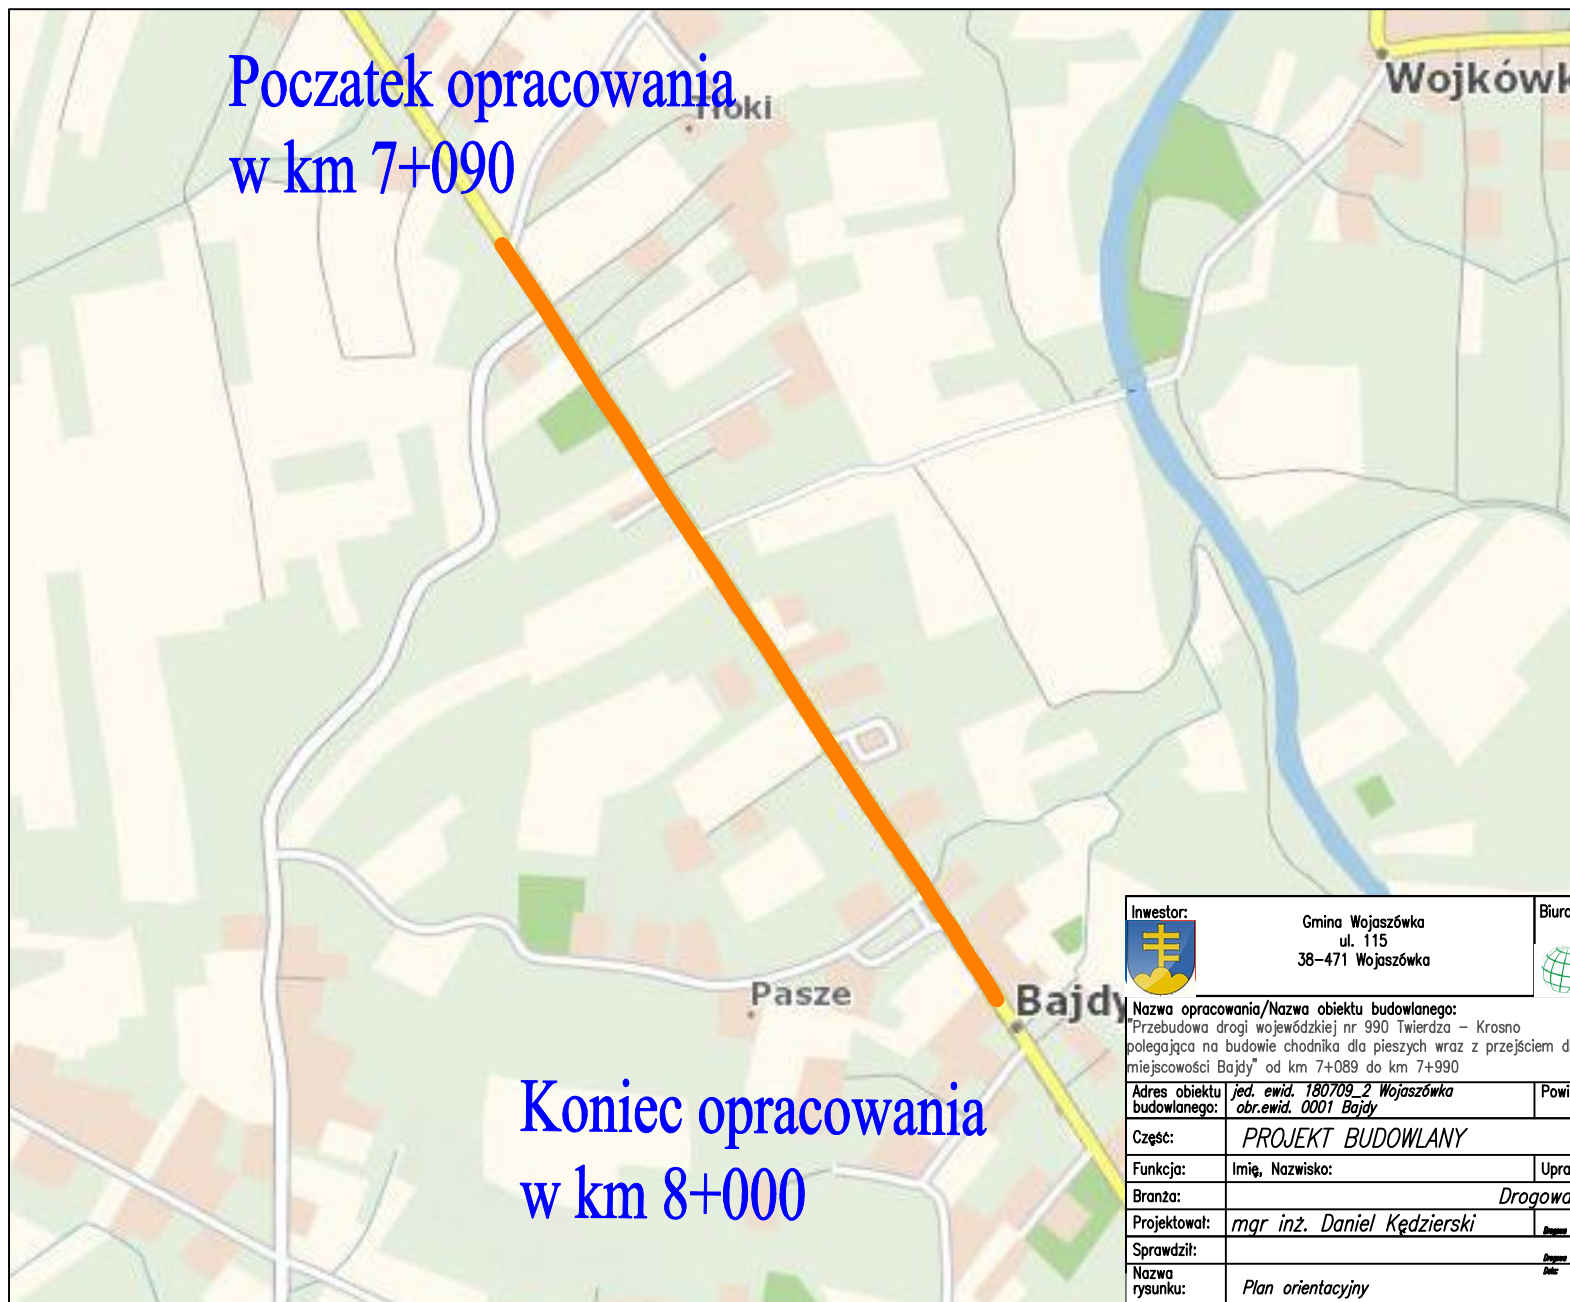 Poczatek opracowania
w km 7+090
Troki
Wojkówk
Pasze
Bajdy
Koniec opracowania
w km 8+000
Inwestor:
Gmina Wojaszówka
ul. 115
38-471 Wojaszówka
Biuro
Nazwa opracowania/Nazwa obiektu budowlanego:
"Przebudowa drogi wojewódzkiej nr 990 Twierdza – Krosno
polegająca na budowie chodnika dla pieszych wraz z przejściem d
miejscowości Bajdy" od km 7+089 do km 7+990
Adres obiektu budowlanego: jed. ewid. 180709_2 Wojaszówka
obr.ewid. 0001 Bajdy
Powi
Część: PROJEKT BUDOWLANY
Funkcja: Imię, Nazwisko: Upra
Branża: Drogowa
Projektował: mgr inż. Daniel Kędzierski Drogowa
Sprawdził: Drogowa
Nazwa rysunku: Plan orientacyjny Data: